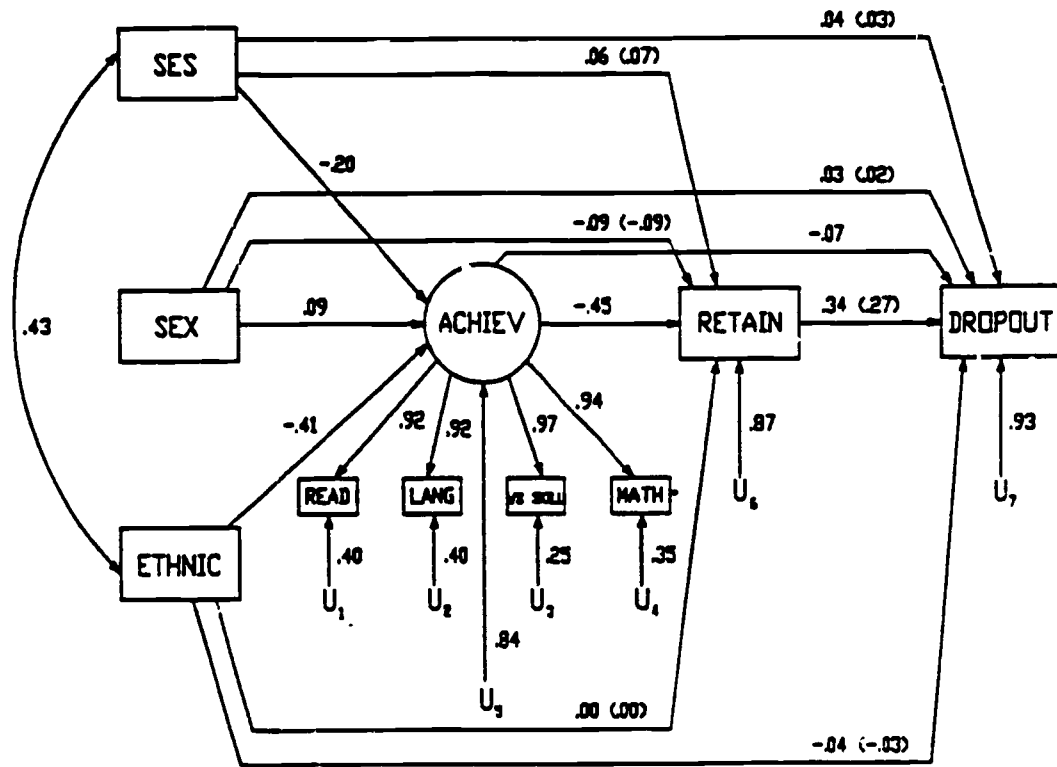 .04 (.03)
SES
.06 (.07)
-.20
.03 (.02)
-.09 (-.09)
-.07
.43
SEX
.09
ACHIEV
-.45
RETAIN
.34 (.27)
DROPOUT
-.41
.92
.92
.97
.94
.87
.93
READ
LANG
SKILL
MATH
U6
U7
ETHNIC
.40
.40
.25
.35
U1
U2
U3
U4
.84
U5
.00 (.00)
-.04 (-.03)